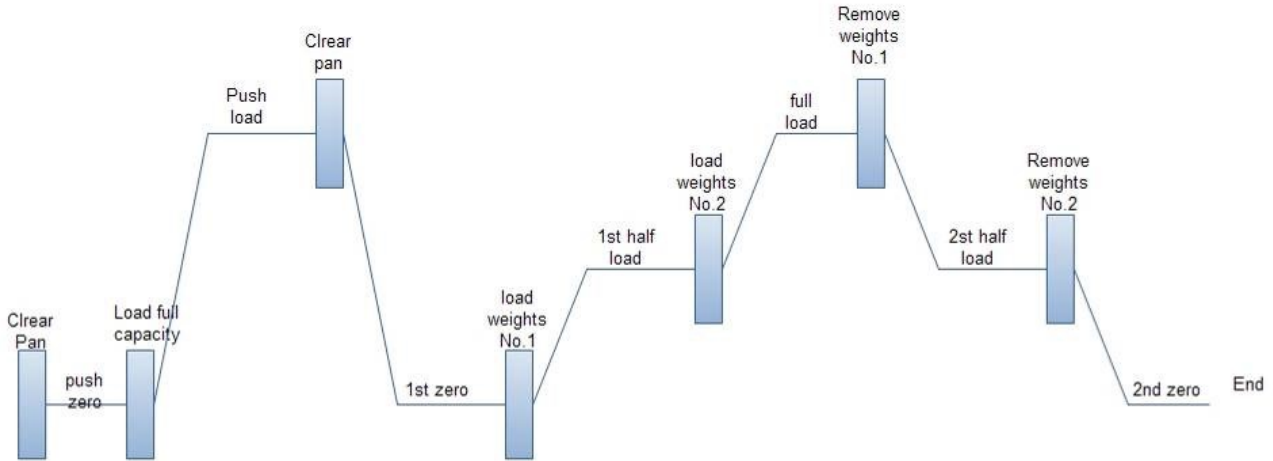 Clrear
Pan
push
zero
Load full
capacity
Push
load
Clrear
pan
1st zero
load
weights
No.1
1st half
load
load
weights
No.2
full
load
Remove
weights
No.1
2st half
load
Remove
weights
No.2
2nd zero
End